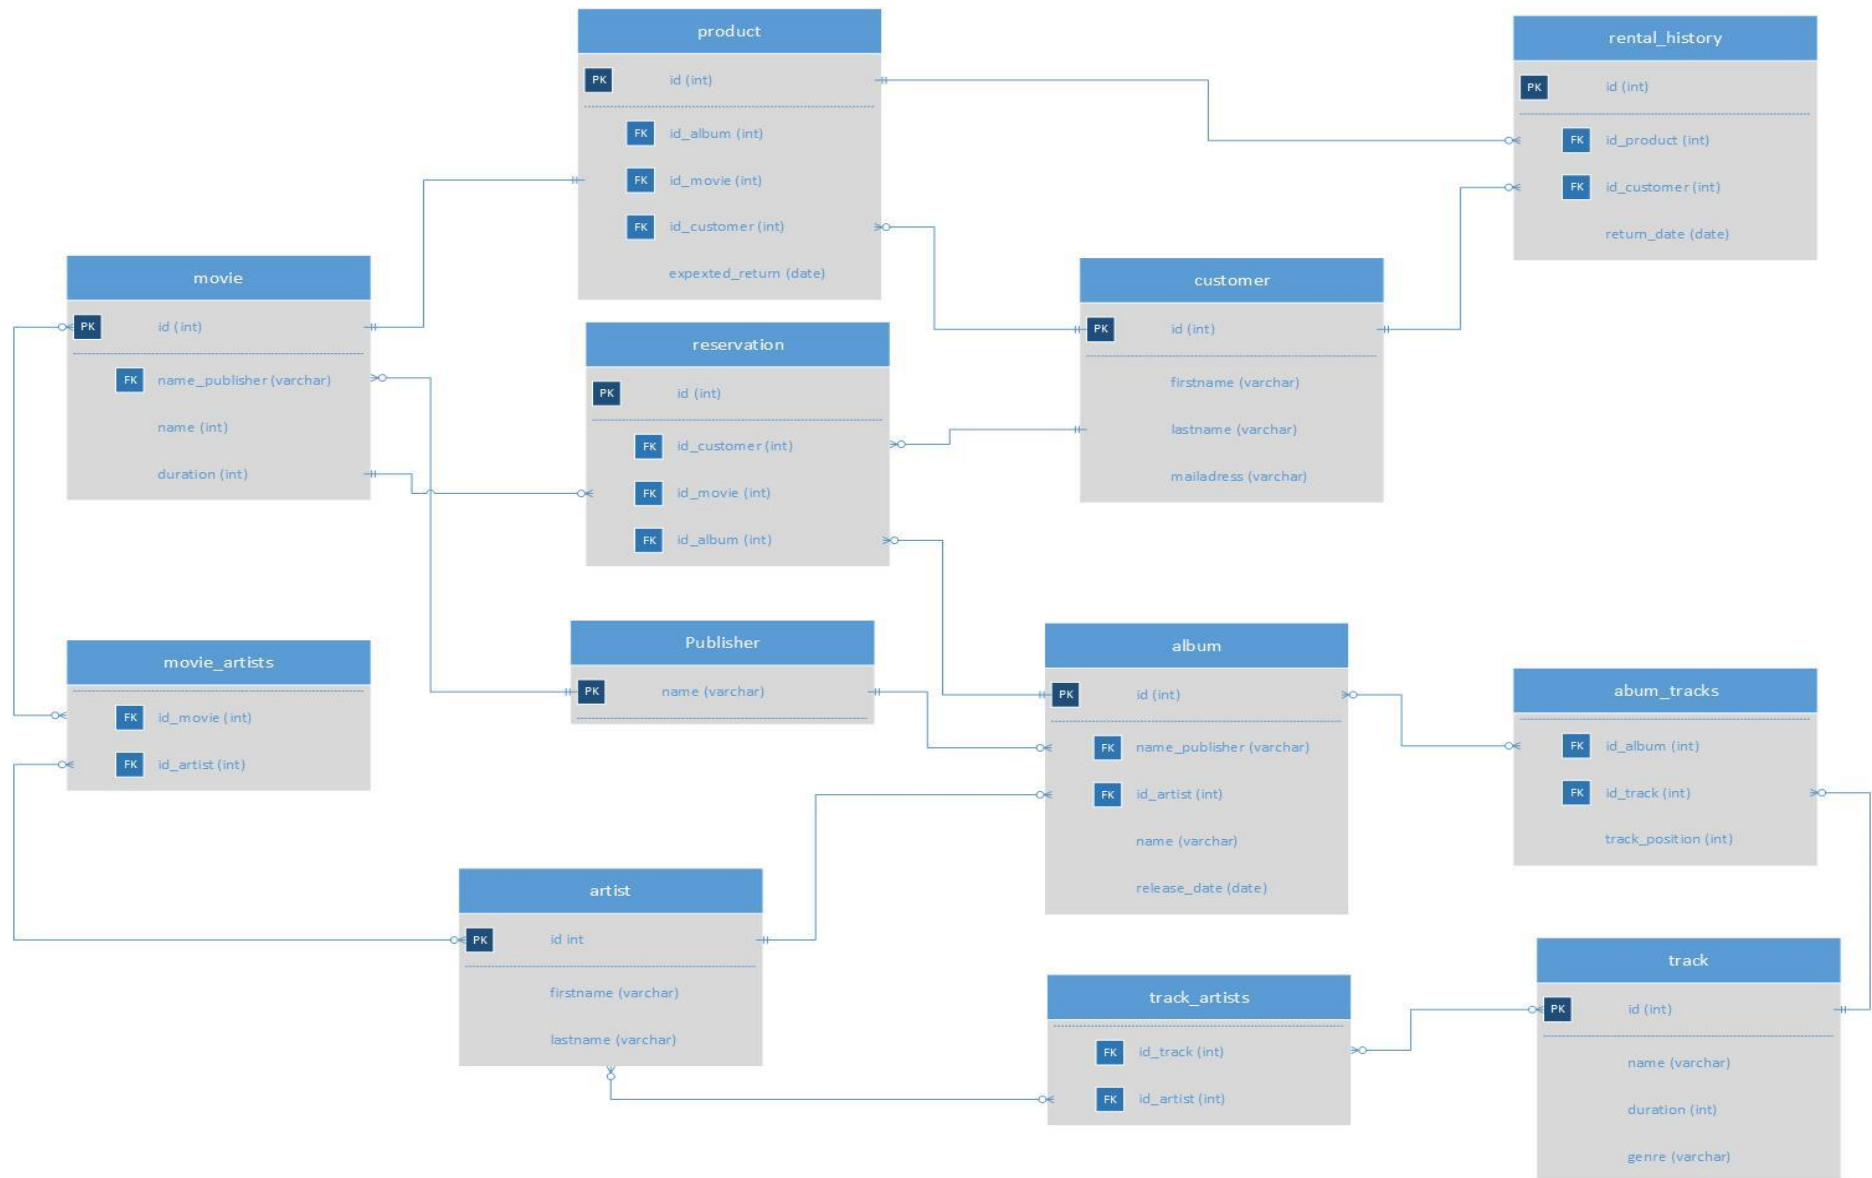 product
PK id (int)
FK id_album (int)
FK id_movie (int)
FK id_customer (int)
expexted_return (date)
rental_history
PK id (int)
FK id_product (int)
FK id_customer (int)
return_date (date)
movie
PK id (int)
FK name_publisher (varchar)
name (int)
duration (int)
reservation
PK id (int)
FK id_customer (int)
FK id_movie (int)
FK id_album (int)
customer
PK id (int)
firstname (varchar)
lastname (varchar)
mailadress (varchar)
movie_artists
FK id_movie (int)
FK id_artist (int)
Publisher
PK name (varchar)
album
PK id (int)
FK name_publisher (varchar)
FK id_artist (int)
name (varchar)
release_date (date)
abum_tracks
FK id_album (int)
FK id_track (int)
track_position (int)
artist
PK id int
firstname (varchar)
lastname (varchar)
track_artists
FK id_track (int)
FK id_artist (int)
track
PK id (int)
name (varchar)
duration (int)
genre (varchar)